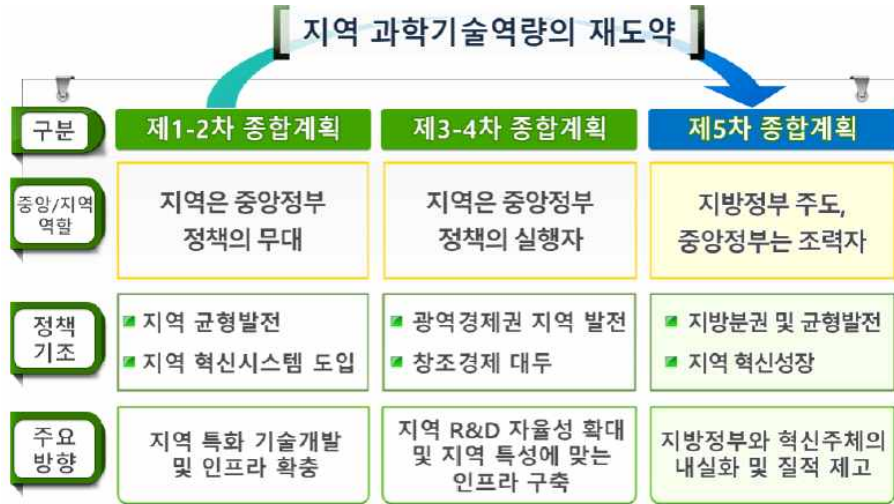 지역 과학기술역량의 재도약
구분
제1-2차 종합계획
제3-4차 종합계획
제5차 종합계획
중앙/지역
역할
지역은 중앙정부
정책의 무대
지역은 중앙정부
정책의 실행자
지방정부 주도,
중앙정부는 조력자
정책
기조
지역 균형발전
지역 혁신시스템 도입
광역경제권 지역 발전
창조경제 대두
지방분권 및 균형발전
지역 혁신성장
주요
방향
지역 특화 기술개발
및 인프라 확충
지역 R&D 자율성 확대
및 지역 특성에 맞는
인프라 구축
지방정부와 혁신주체의
내실화 및 질적 제고